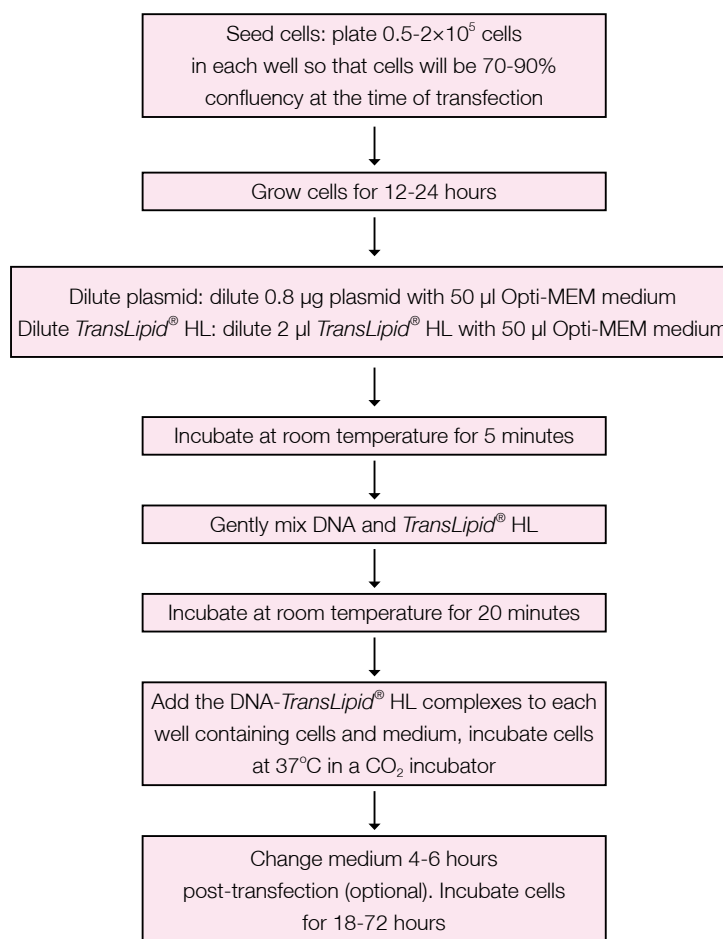 Seed cells: plate 0.5-2×10⁵ cells
in each well so that cells will be 70-90%
confluency at the time of transfection
Grow cells for 12-24 hours
Dilute plasmid: dilute 0.8 µg plasmid with 50 µl Opti-MEM medium
Dilute TransLipid® HL: dilute 2 µl TransLipid® HL with 50 µl Opti-MEM medium
Incubate at room temperature for 5 minutes
Gently mix DNA and TransLipid® HL
Incubate at room temperature for 20 minutes
Add the DNA-TransLipid® HL complexes to each
well containing cells and medium, incubate cells
at 37°C in a CO₂ incubator
Change medium 4-6 hours
post-transfection (optional). Incubate cells
for 18-72 hours